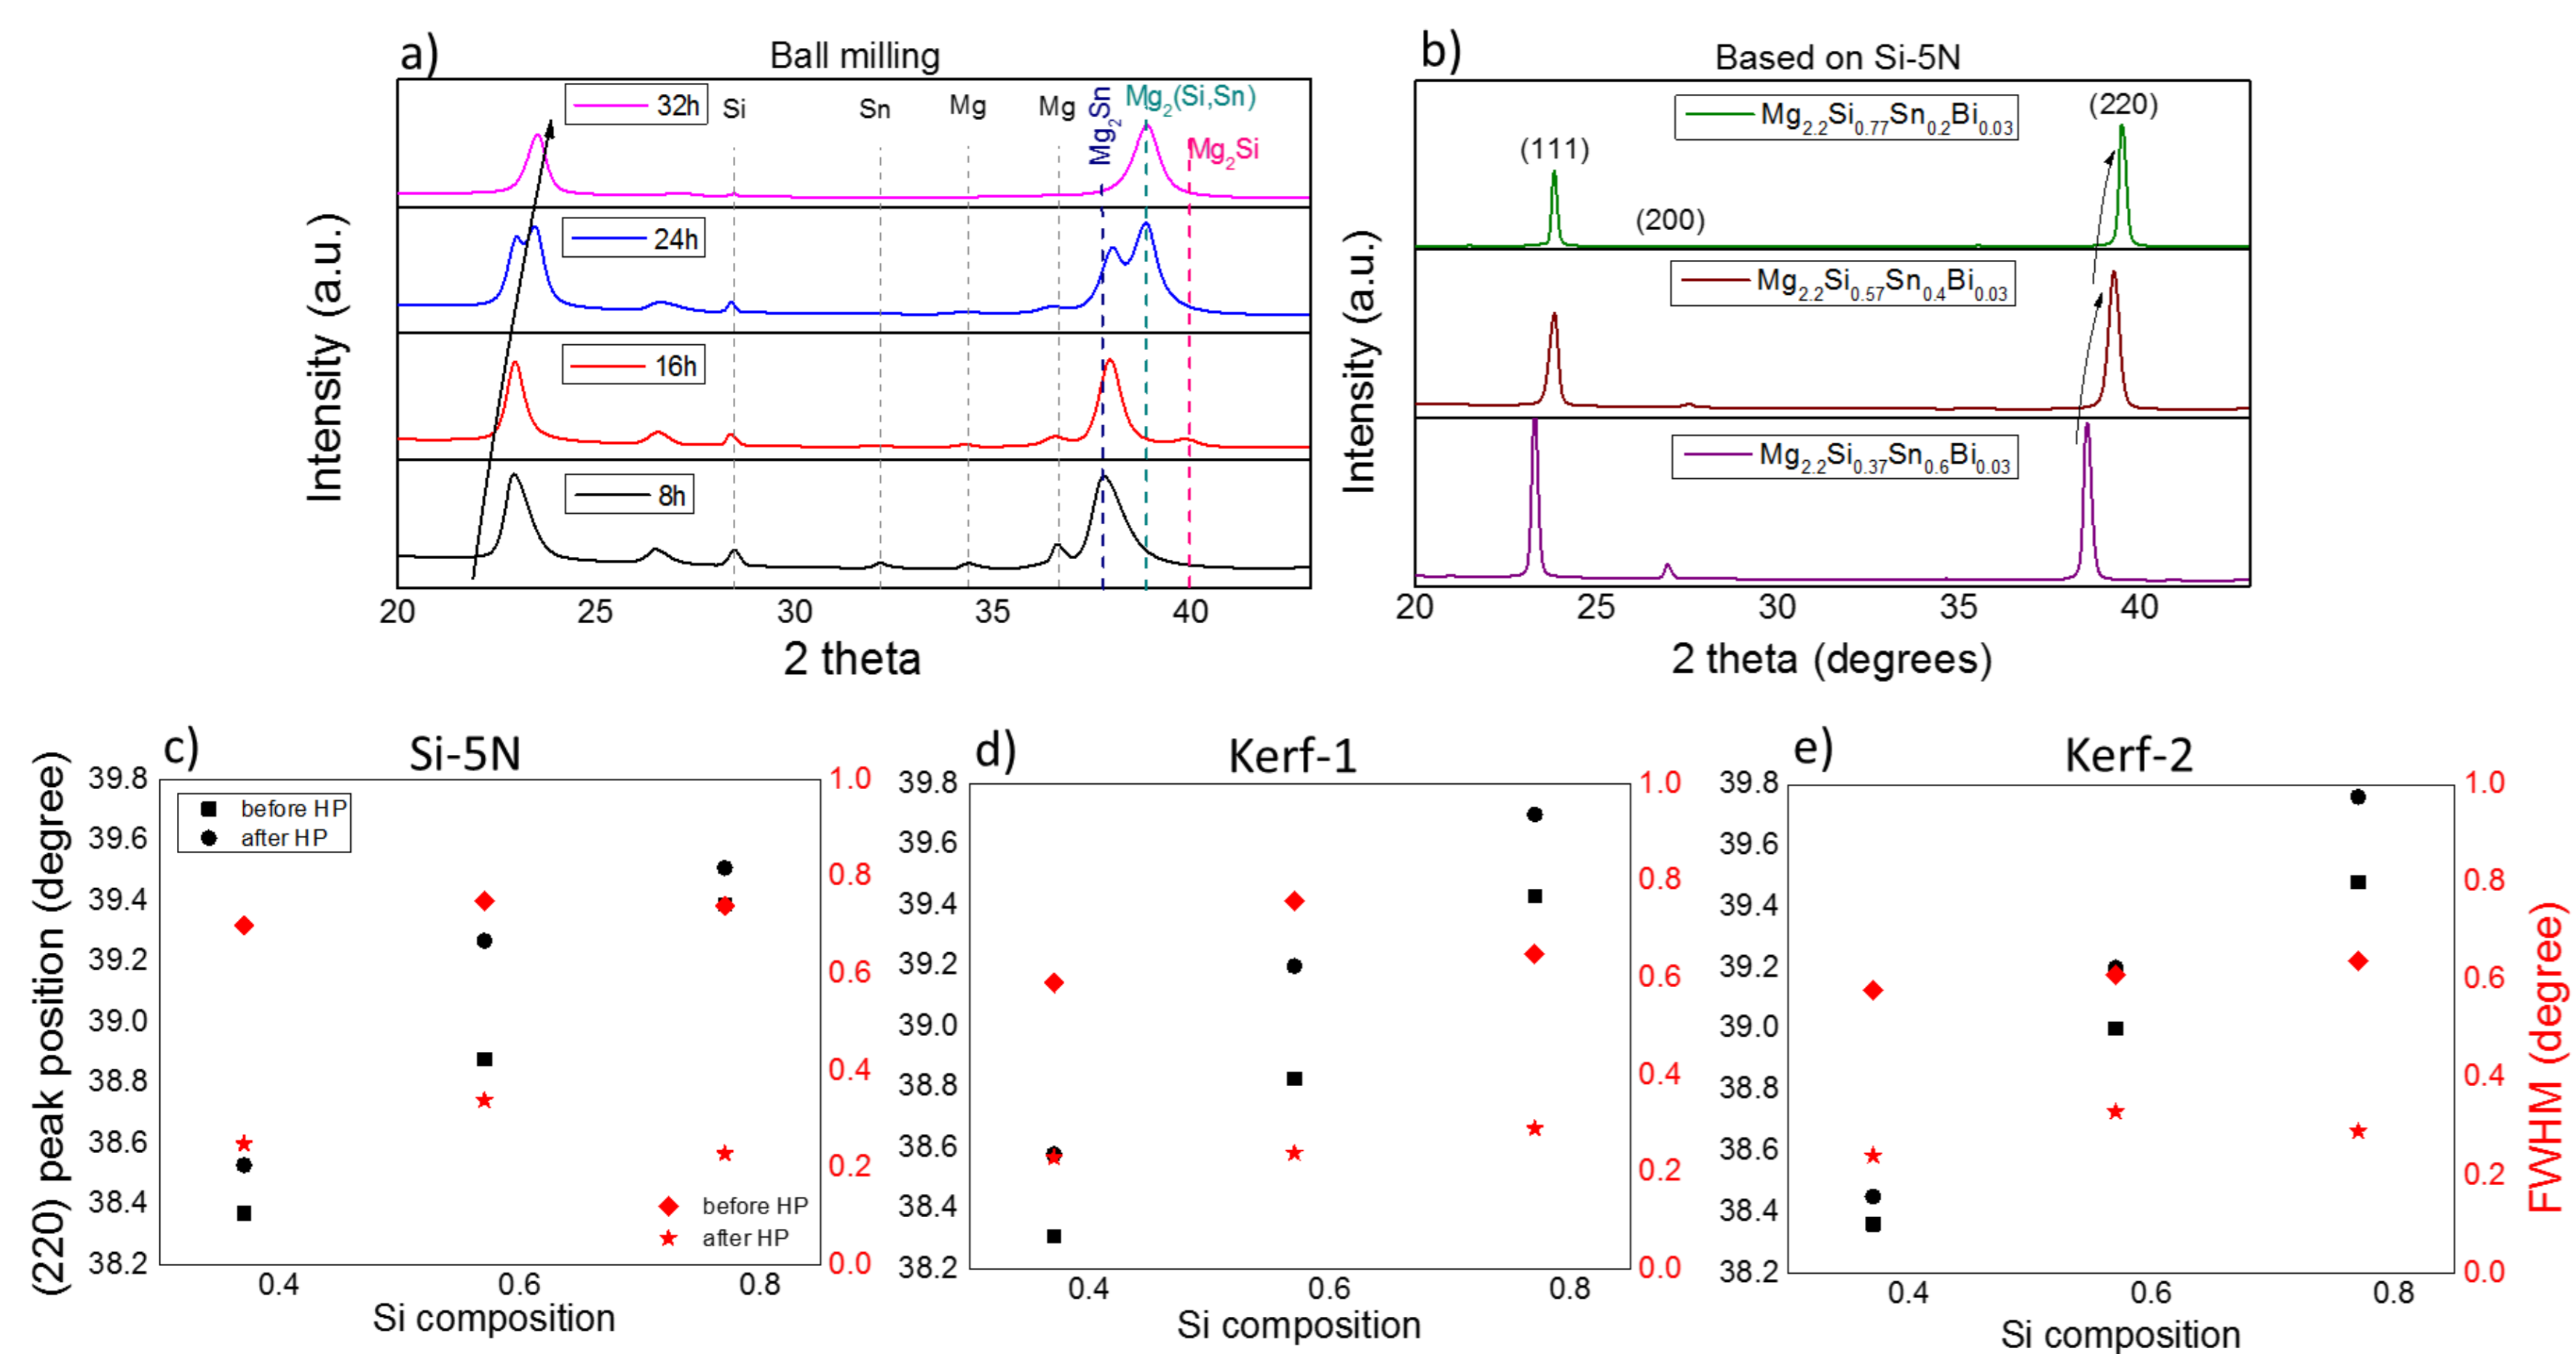 a)
Ball milling
32h
Si
Sn
Mg
Mg
Mg2Sn
Mg2(Si,Sn)
Mg2Si
24h
16h
8h
Intensity (a.u.)
20 25 30 35 40
2 theta
b)
Based on Si-5N
Mg2.2Si0.77Sn0.2Bi0.03
(220)
(111)
(200)
Mg2.2Si0.57Sn0.4Bi0.03
Mg2.2Si0.37Sn0.6Bi0.03
Intensity (a.u.)
20 25 30 35 40
2 theta (degrees)
c)
Si-5N
before HP
after HP
(220) peak position (degree)
39.8
39.6
39.4
39.2
39.0
38.8
38.6
38.4
38.2
1.0
0.8
0.6
0.4
0.2
0.0
before HP
after HP
0.4 0.6 0.8
Si composition
d)
Kerf-1
39.8
39.6
39.4
39.2
39.0
38.8
38.6
38.4
38.2
1.0
0.8
0.6
0.4
0.2
0.0
0.4 0.6 0.8
Si composition
e)
Kerf-2
39.8
39.6
39.4
39.2
39.0
38.8
38.6
38.4
38.2
1.0
0.8
0.6
0.4
0.2
0.0
FWHM (degree)
0.4 0.6 0.8
Si composition